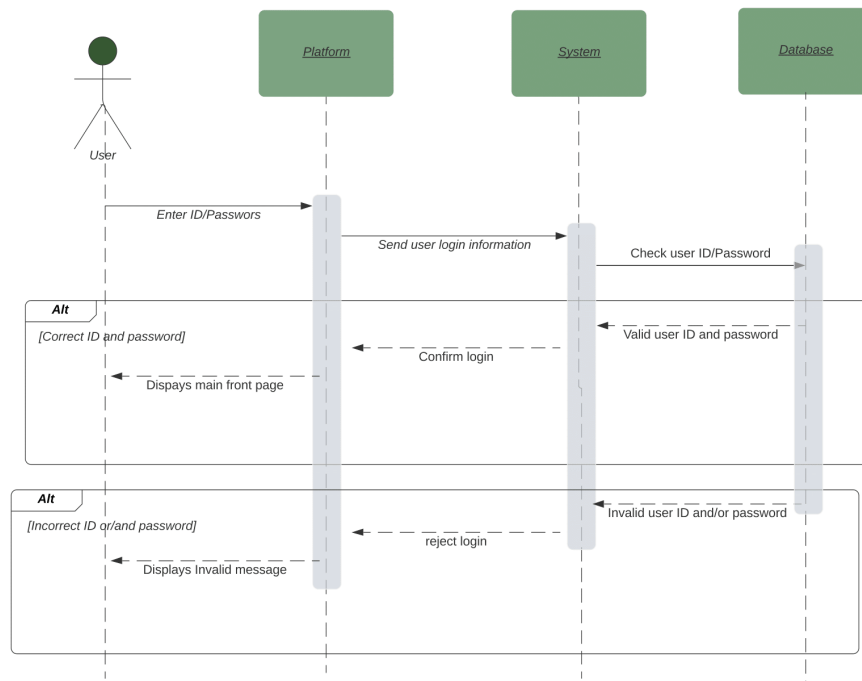 Platform
System
Database
User
Enter ID/Passwors
Send user login information
Check user ID/Password
Alt
[Correct ID and password]
Valid user ID and password
Confirm login
Dispays main front page
Alt
[Incorrect ID or/and password]
Invalid user ID and/or password
reject login
Displays Invalid message